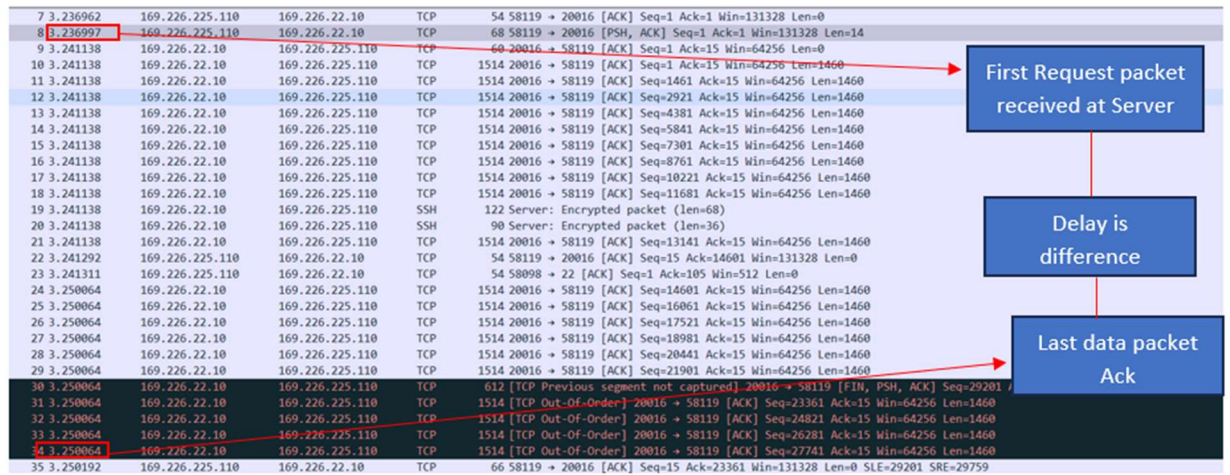 7 3.236962 169.226.225.110 169.226.22.10 TCP 54 58119 → 20016 [ACK] Seq=1 Ack=1 Win=131328 Len=0
8 3.236997 169.226.225.110 169.226.22.10 TCP 68 58119 → 20016 [PSH, ACK] Seq=1 Ack=1 Win=131328 Len=14
9 3.241138 169.226.22.10 169.226.225.110 TCP 60 20016 → 58119 [ACK] Seq=1 Ack=15 Win=64256 Len=0
10 3.241138 169.226.22.10 169.226.225.110 TCP 1514 20016 → 58119 [ACK] Seq=1 Ack=15 Win=64256 Len=1460
11 3.241138 169.226.22.10 169.226.225.110 TCP 1514 20016 → 58119 [ACK] Seq=1461 Ack=15 Win=64256 Len=1460
12 3.241138 169.226.22.10 169.226.225.110 TCP 1514 20016 → 58119 [ACK] Seq=2921 Ack=15 Win=64256 Len=1460
13 3.241138 169.226.22.10 169.226.225.110 TCP 1514 20016 → 58119 [ACK] Seq=4381 Ack=15 Win=64256 Len=1460
14 3.241138 169.226.22.10 169.226.225.110 TCP 1514 20016 → 58119 [ACK] Seq=5841 Ack=15 Win=64256 Len=1460
15 3.241138 169.226.22.10 169.226.225.110 TCP 1514 20016 → 58119 [ACK] Seq=7301 Ack=15 Win=64256 Len=1460
16 3.241138 169.226.22.10 169.226.225.110 TCP 1514 20016 → 58119 [ACK] Seq=8761 Ack=15 Win=64256 Len=1460
17 3.241138 169.226.22.10 169.226.225.110 TCP 1514 20016 → 58119 [ACK] Seq=10221 Ack=15 Win=64256 Len=1460
18 3.241138 169.226.22.10 169.226.225.110 TCP 1514 20016 → 58119 [ACK] Seq=11681 Ack=15 Win=64256 Len=1460
19 3.241138 169.226.22.10 169.226.225.110 SSH 122 Server: Encrypted packet (len=68)
20 3.241138 169.226.22.10 169.226.225.110 SSH 90 Server: Encrypted packet (len=36)
21 3.241138 169.226.22.10 169.226.225.110 TCP 1514 20016 → 58119 [ACK] Seq=13141 Ack=15 Win=64256 Len=1460
22 3.241292 169.226.225.110 169.226.22.10 TCP 54 58119 → 20016 [ACK] Seq=15 Ack=14601 Win=131328 Len=0
23 3.241311 169.226.225.110 169.226.22.10 TCP 54 58098 → 22 [ACK] Seq=1 Ack=105 Win=512 Len=0
24 3.250064 169.226.22.10 169.226.225.110 TCP 1514 20016 → 58119 [ACK] Seq=14601 Ack=15 Win=64256 Len=1460
25 3.250064 169.226.22.10 169.226.225.110 TCP 1514 20016 → 58119 [ACK] Seq=16061 Ack=15 Win=64256 Len=1460
26 3.250064 169.226.22.10 169.226.225.110 TCP 1514 20016 → 58119 [ACK] Seq=17521 Ack=15 Win=64256 Len=1460
27 3.250064 169.226.22.10 169.226.225.110 TCP 1514 20016 → 58119 [ACK] Seq=18981 Ack=15 Win=64256 Len=1460
28 3.250064 169.226.22.10 169.226.225.110 TCP 1514 20016 → 58119 [ACK] Seq=20441 Ack=15 Win=64256 Len=1460
29 3.250064 169.226.22.10 169.226.225.110 TCP 1514 20016 → 58119 [ACK] Seq=21901 Ack=15 Win=64256 Len=1460
30 3.250064 169.226.22.10 169.226.225.110 TCP 612 [TCP Previous segment not captured] 20016 → 58119 [FIN, PSH, ACK] Seq=29201
31 3.250064 169.226.22.10 169.226.225.110 TCP 1514 [TCP Out-Of-Order] 20016 → 58119 [ACK] Seq=23361 Ack=15 Win=64256 Len=1460
32 3.250064 169.226.22.10 169.226.225.110 TCP 1514 [TCP Out-Of-Order] 20016 → 58119 [ACK] Seq=24821 Ack=15 Win=64256 Len=1460
33 3.250064 169.226.22.10 169.226.225.110 TCP 1514 [TCP Out-Of-Order] 20016 → 58119 [ACK] Seq=26281 Ack=15 Win=64256 Len=1460
34 3.250064 169.226.22.10 169.226.225.110 TCP 1514 [TCP Out-Of-Order] 20016 → 58119 [ACK] Seq=27741 Ack=15 Win=64256 Len=1460
35 3.250192 169.226.225.110 169.226.22.10 TCP 66 58119 → 20016 [ACK] Seq=15 Ack=23361 Win=131328 Len=0 SLE=29201 SRE=29759
First Request packet
received at Server
Delay is
difference
Last data packet
Ack